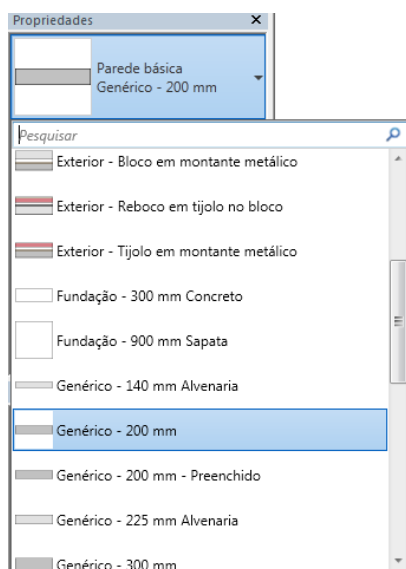 Propriedades
Parede básica
Genérico - 200 mm
Pesquisar
Exterior - Bloco em montante metálico
Exterior - Reboco em tijolo no bloco
Exterior - Tijolo em montante metálico
Fundação - 300 mm Concreto
Fundação - 900 mm Sapata
Genérico - 140 mm Alvenaria
Genérico - 200 mm
Genérico - 200 mm - Preenchido
Genérico - 225 mm Alvenaria
Genérico - 300 mm